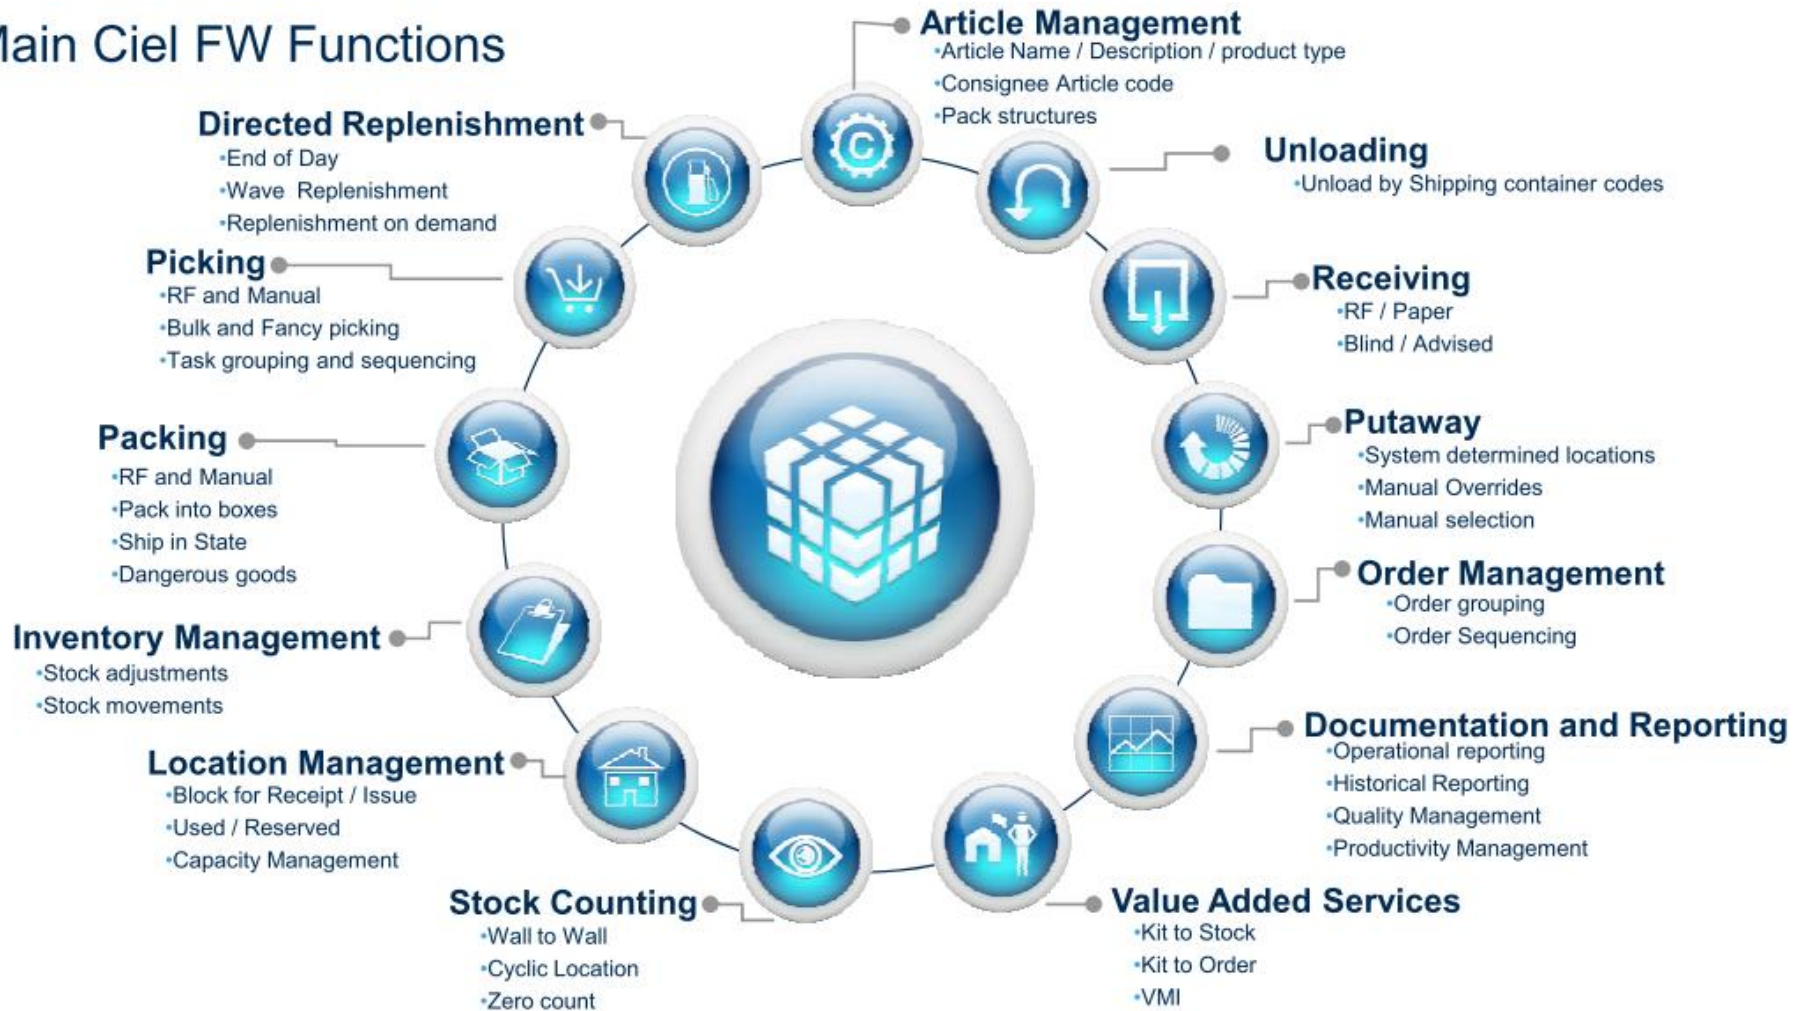 Main Ciel FW Functions
Article Management
•Article Name / Description / product type
•Consignee Article code
•Pack structures
Unloading
•Unload by Shipping container codes
Receiving
•RF / Paper
•Blind / Advised
Putaway
•System determined locations
•Manual Overrides
•Manual selection
Order Management
•Order grouping
•Order Sequencing
Documentation and Reporting
•Operational reporting
•Historical Reporting
•Quality Management
•Productivity Management
Value Added Services
•Kit to Stock
•Kit to Order
•VMI
Stock Counting
•Wall to Wall
•Cyclic Location
•Zero count
Location Management
•Block for Receipt / Issue
•Used / Reserved
•Capacity Management
Inventory Management
•Stock adjustments
•Stock movements
Packing
•RF and Manual
•Pack into boxes
•Ship in State
•Dangerous goods
Picking
•RF and Manual
•Bulk and Fancy picking
•Task grouping and sequencing
Directed Replenishment
•End of Day
•Wave Replenishment
•Replenishment on demand
C